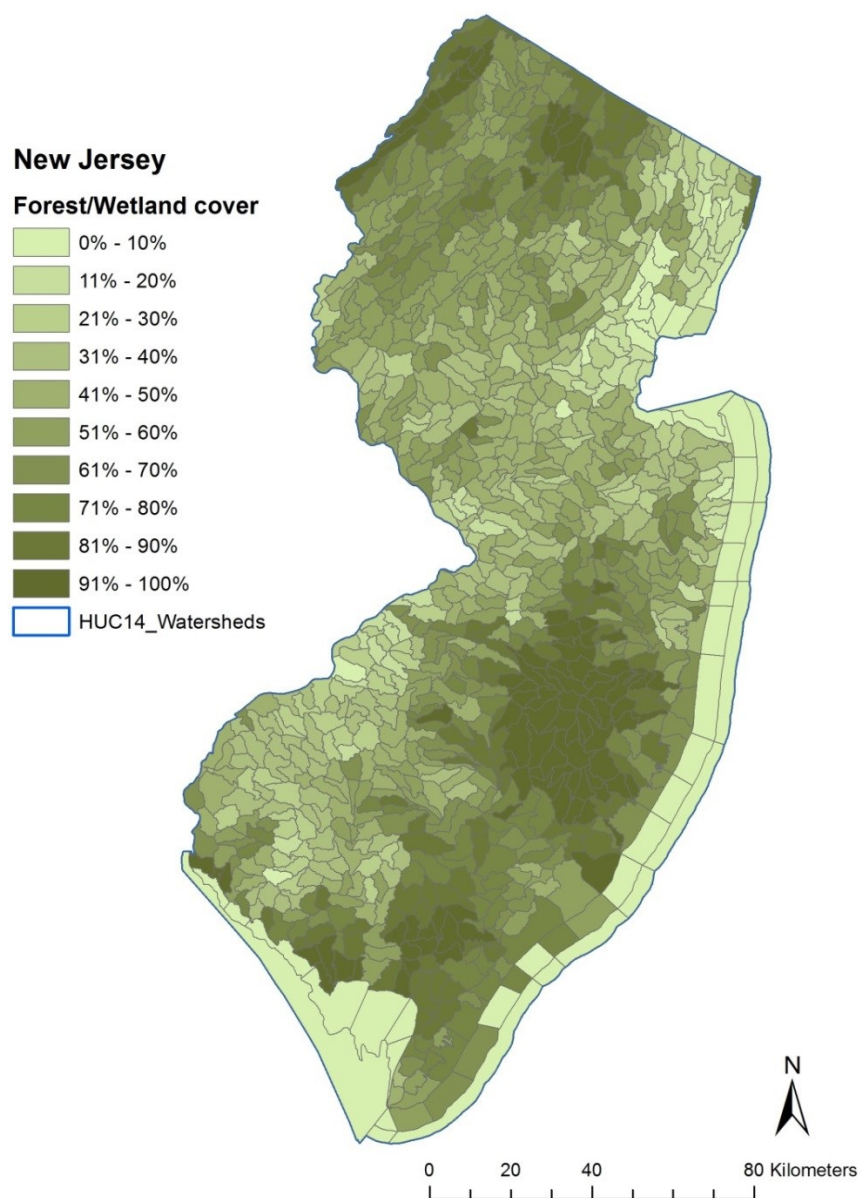 New Jersey
Forest/Wetland cover
0% - 10%
11% - 20%
21% - 30%
31% - 40%
41% - 50%
51% - 60%
61% - 70%
71% - 80%
81% - 90%
91% - 100%
HUC14_Watersheds
N
0 20 40 80 Kilometers